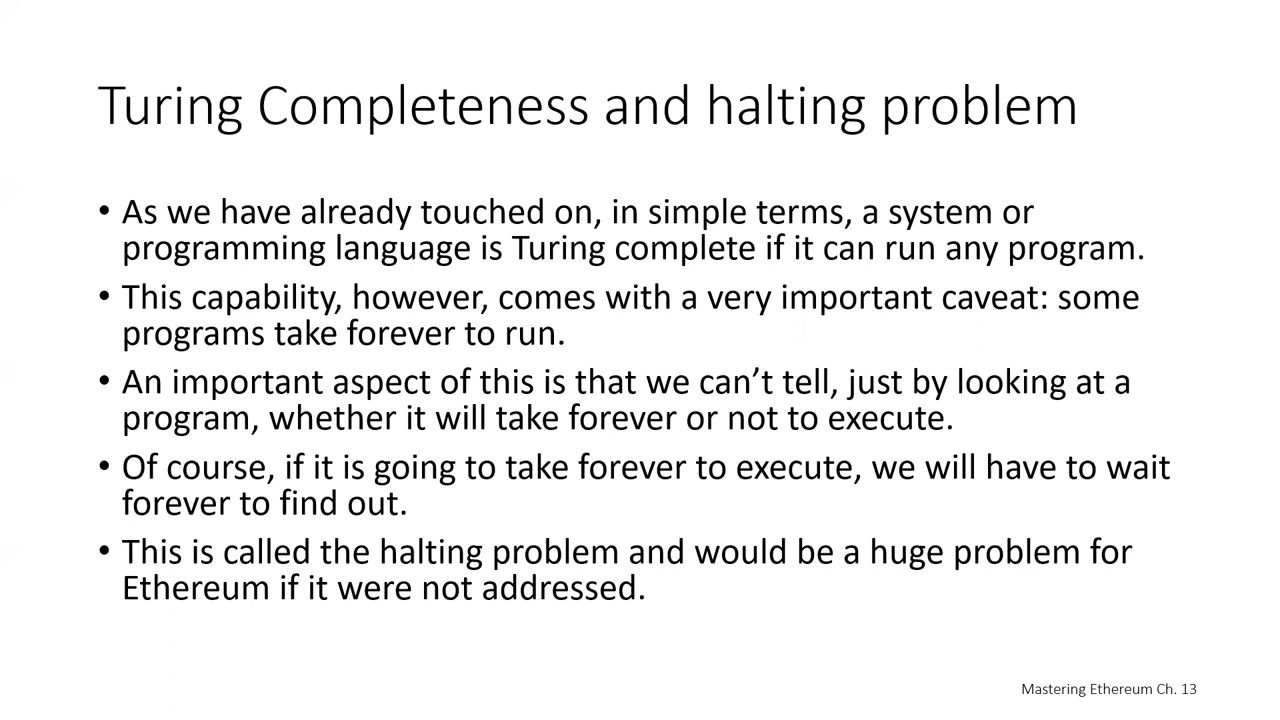 Turing Completeness and halting problem
• As we have already touched on, in simple terms, a system or
programming language is Turing complete if it can run any program.
• This capability, however, comes with a very important caveat: some
programs take forever to run.
• An important aspect of this is that we can’t tell, just by looking at a
program, whether it will take forever or not to execute.
• Of course, if it is going to take forever to execute, we will have to wait
forever to find out.
• This is called the halting problem and would be a huge problem for
Ethereum if it were not addressed.
Mastering Ethereum Ch. 13